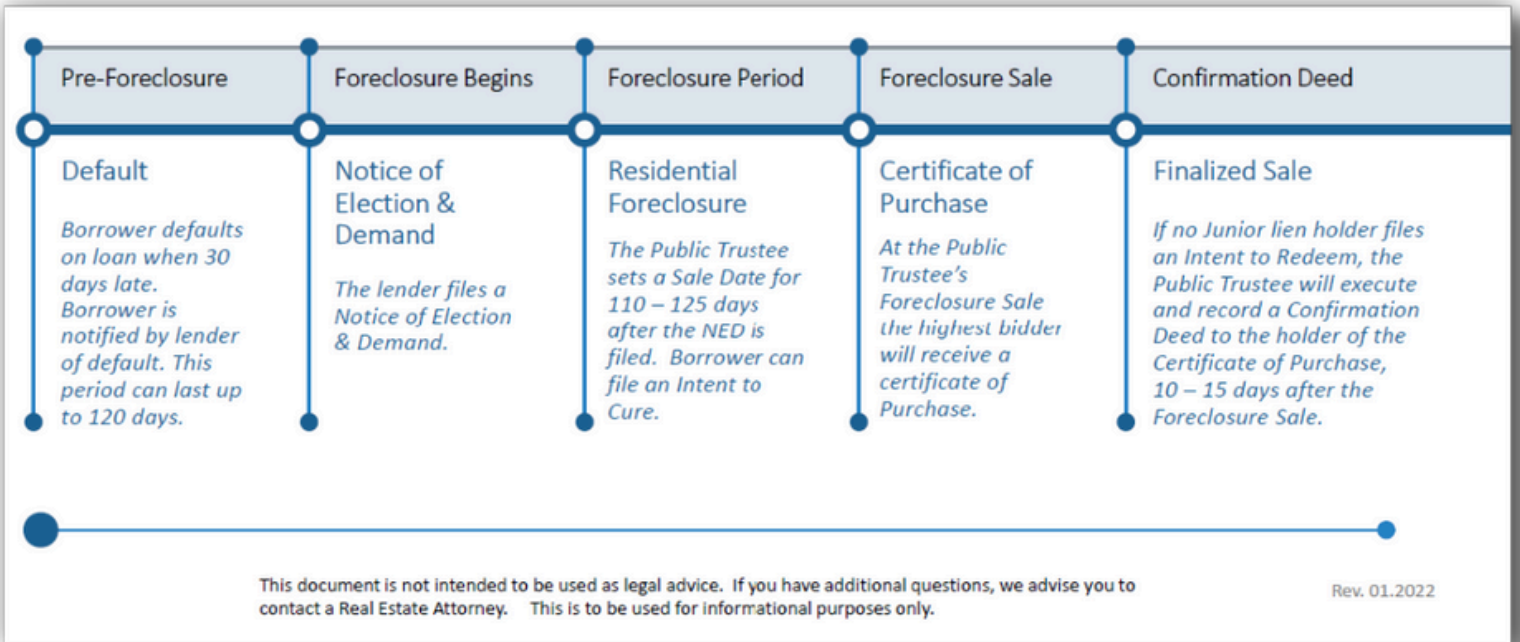 Pre-Foreclosure
Foreclosure Begins
Foreclosure Period
Foreclosure Sale
Confirmation Deed
Default
Borrower defaults
on loan when 30
days late.
Borrower is
notified by lender
of default. This
period can last up
to 120 days.
Notice of
Election &
Demand
The lender files a
Notice of Election
& Demand.
Residential
Foreclosure
The Public Trustee
sets a Sale Date for
110 – 125 days
after the NED is
filed.  Borrower can
file an Intent to
Cure.
Certificate of
Purchase
At the Public
Trustee's
Foreclosure Sale
the highest bidder
will receive a
certificate of
Purchase.
Finalized Sale
If no Junior lien holder files
an Intent to Redeem, the
Public Trustee will execute
and record a Confirmation
Deed to the holder of the
Certificate of Purchase,
10 – 15 days after the
Foreclosure Sale.
This document is not intended to be used as legal advice.  If you have additional questions, we advise you to
contact a Real Estate Attorney.    This is to be used for informational purposes only.
Rev. 01.2022